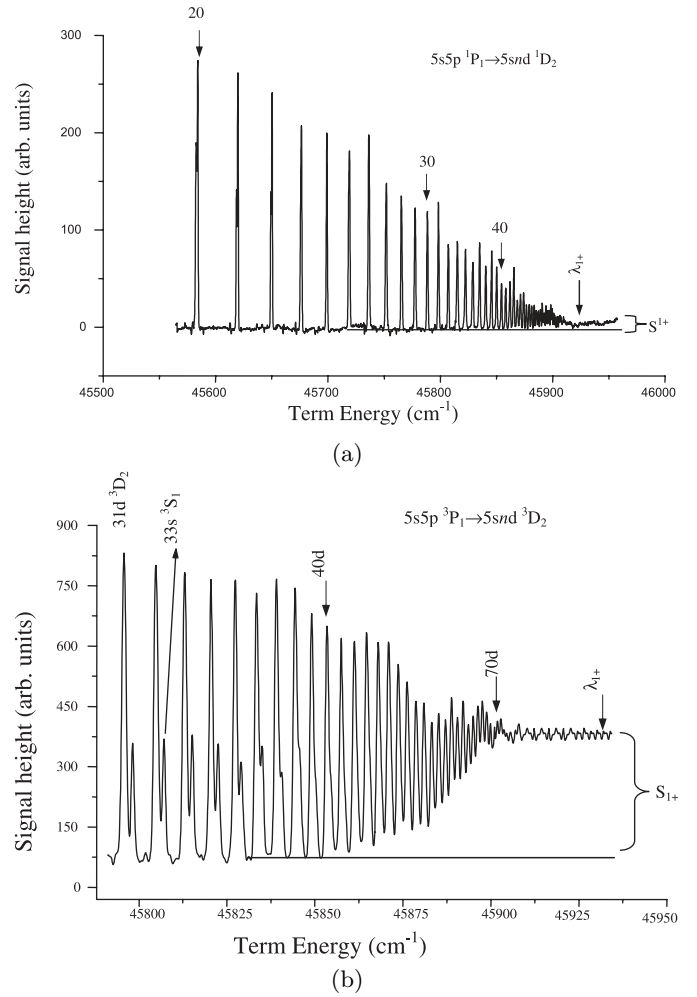 20
5s5p ¹P₁→5snd ¹D₂
30
40
λ₁₊
S¹⁺
300
200
100
0
Signal height (arb. units)
45500 45600 45700 45800 45900 46000
Term Energy (cm⁻¹)
(a)
31d ³D₂
33s ³S₁
5s5p ³P₁→5snd ³D₂
40d
70d
λ₁₊
S₁₊
900
750
600
450
300
150
0
Signal height (arb. units)
45800 45825 45850 45875 45900 45925 45950
Term Energy (cm⁻¹)
(b)